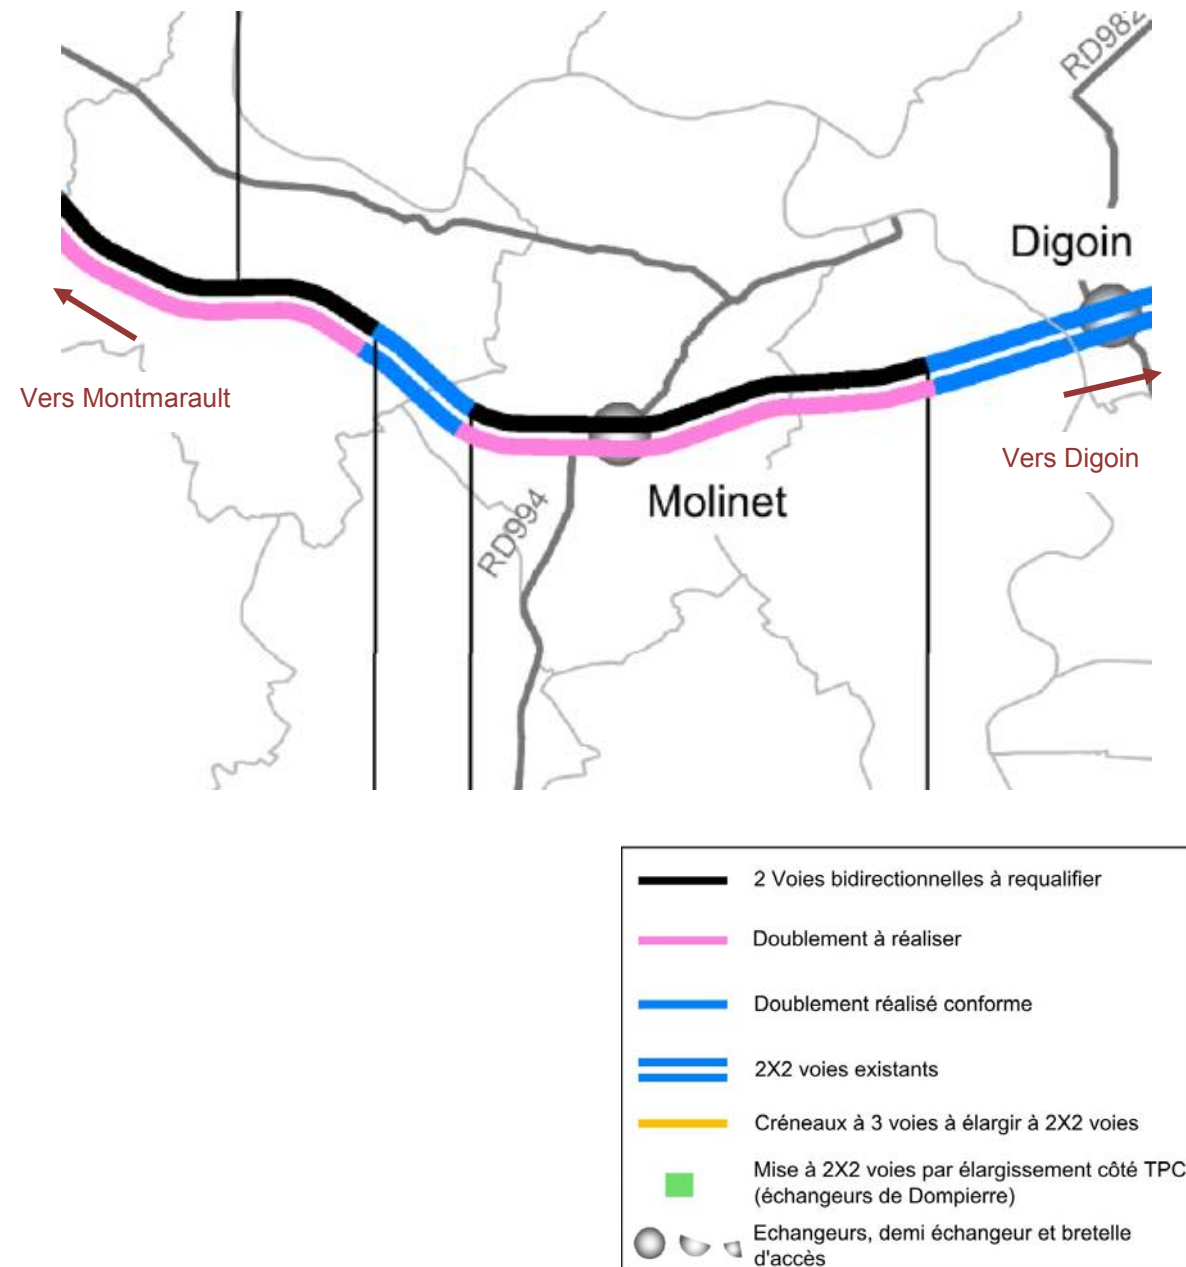 RD982
Digoin
Vers Montmarault
Vers Digoin
Molinet
RD994
2 Voies bidirectionnelles à requalifier
Doublement à réaliser
Doublement réalisé conforme
2X2 voies existants
Créneaux à 3 voies à élargir à 2X2 voies
Mise à 2X2 voies par élargissement côté TPC
(échangeurs de Dompierre)
Echangeurs, demi échangeur et bretelle
d'accès